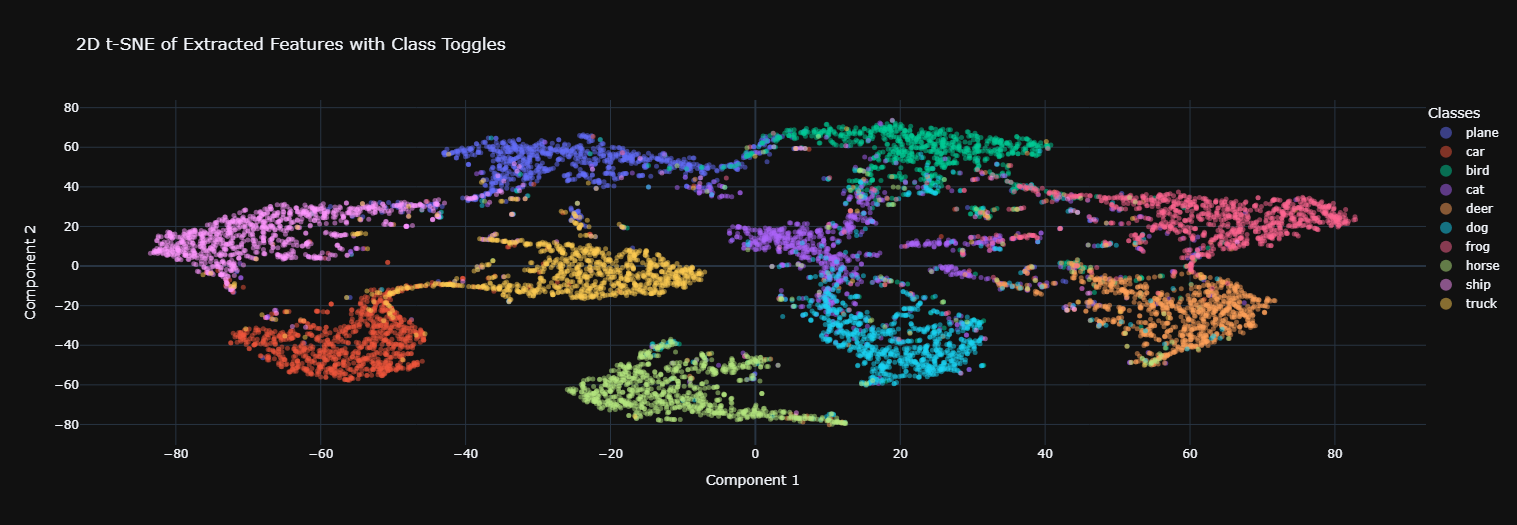 2D t-SNE of Extracted Features with Class Toggles
80
60
40
20
0
−20
−40
−60
−80
Component 2
−80 −60 −40 −20 0 20 40 60 80
Component 1
Classes
plane
car
bird
cat
deer
dog
frog
horse
ship
truck